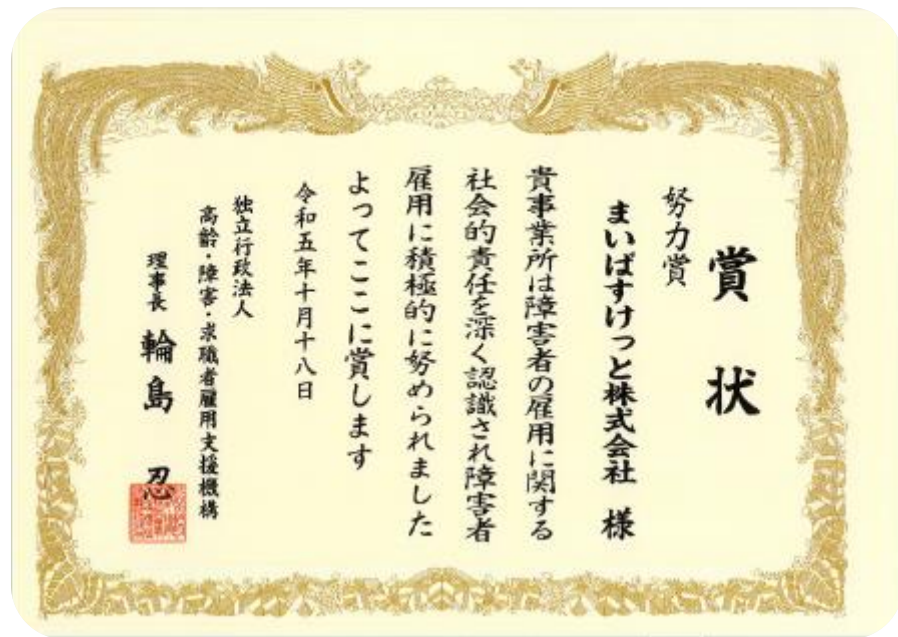 賞状
努力賞
まいばすけっと株式会社 様
貴事業所は障害者の雇用に関する
社会的責任を深く認識され障害者
雇用に積極的に努められました
よってここに賞します
令和五年十月十八日
独立行政法人
高齢・障害・求職者雇用支援機構
理事長 輪島 忍